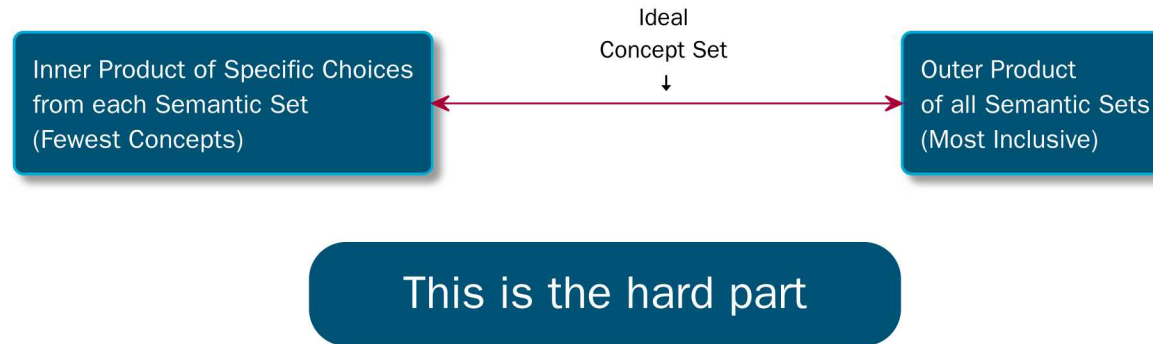 Ideal
Concept Set
Inner Product of Specific Choices
from each Semantic Set
(Fewest Concepts)
Outer Product
of all Semantic Sets
(Most Inclusive)
This is the hard part